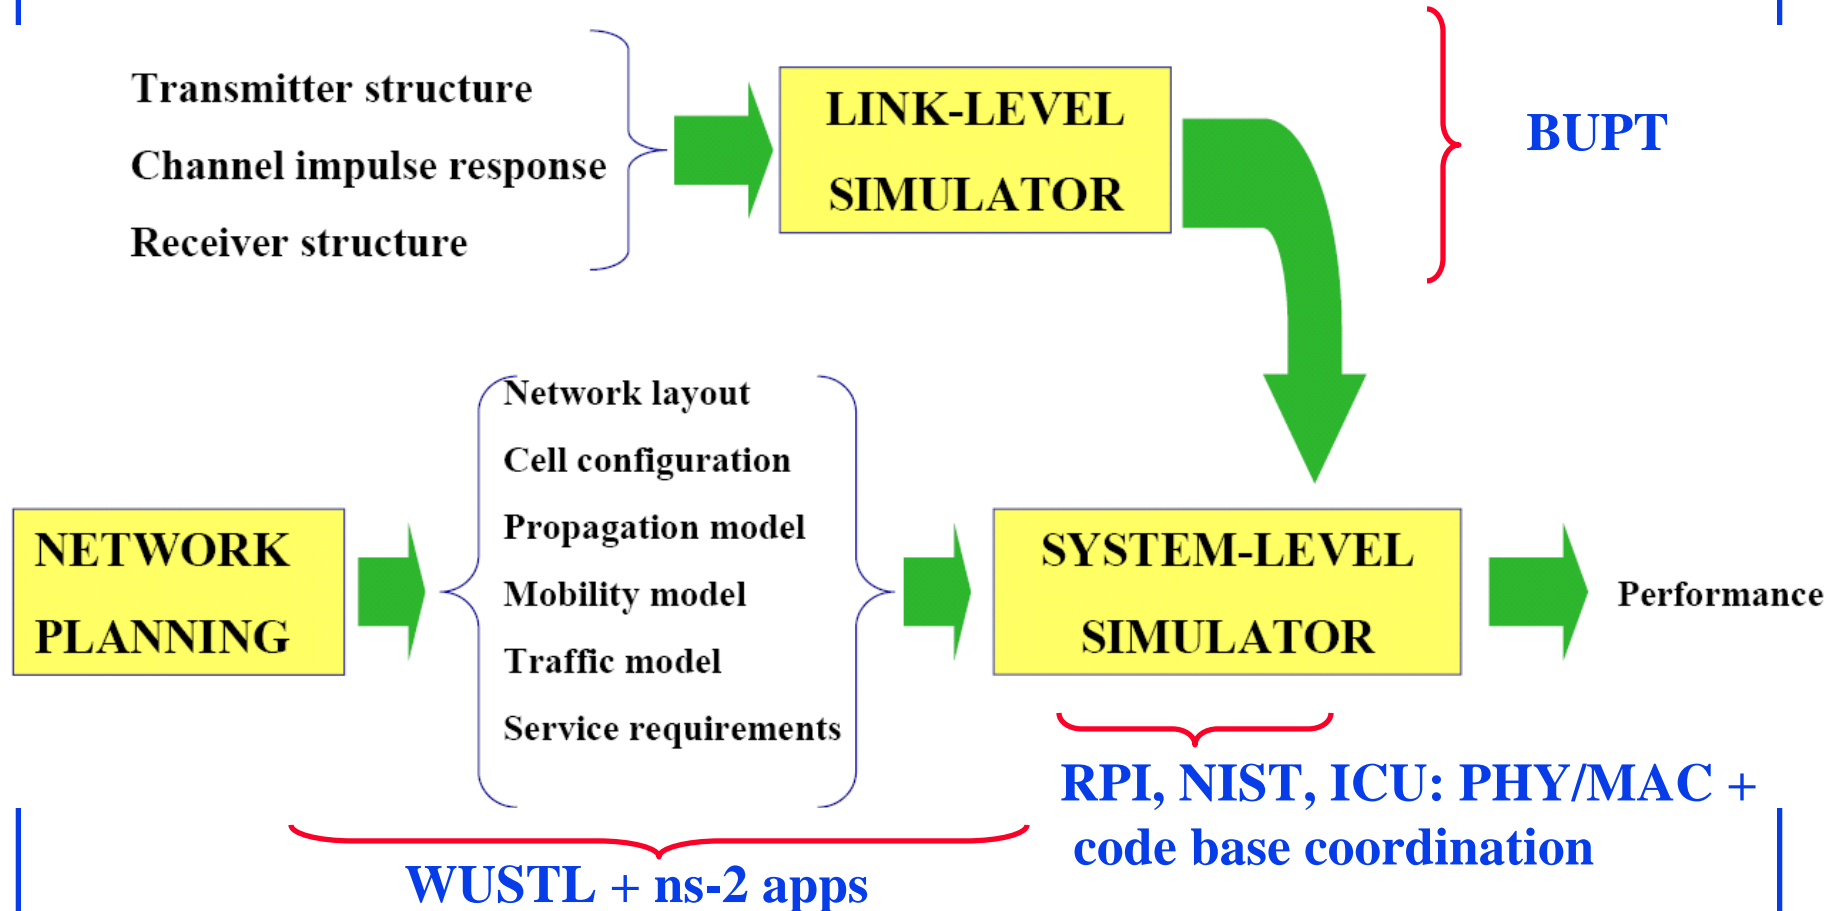 Transmitter structure
Channel impulse response
Receiver structure
LINK-LEVEL
SIMULATOR
BUPT
NETWORK
PLANNING
Network layout
Cell configuration
Propagation model
Mobility model
Traffic model
Service requirements
SYSTEM-LEVEL
SIMULATOR
Performance
RPI, NIST, ICU: PHY/MAC +
code base coordination
WUSTL + ns-2 apps